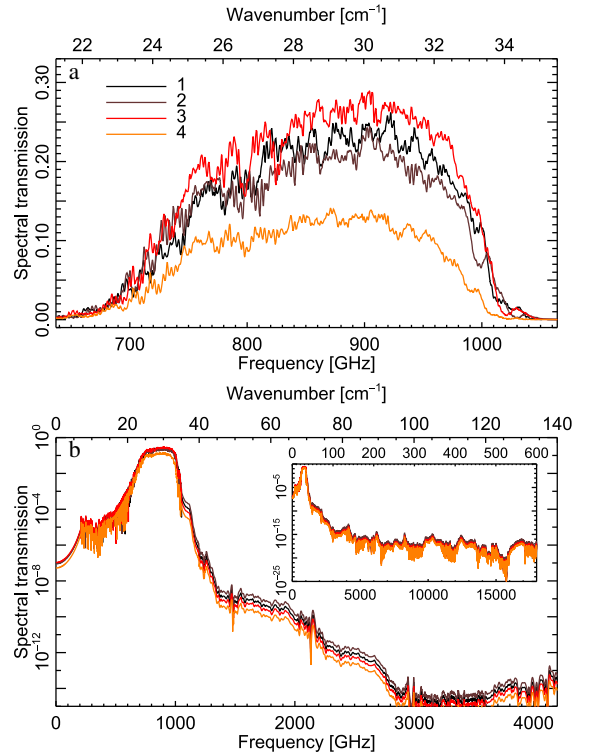 Wavenumber [cm⁻¹]
22 24 26 28 30 32 34
a
1
2
3
4
Spectral transmission
0.30
0.20
0.10
0.00
700 800 900 1000
Frequency [GHz]
Wavenumber [cm⁻¹]
0 20 40 60 80 100 120 140
b
Spectral transmission
10⁰
10⁻⁴
10⁻⁸
10⁻¹²
0 100 200 300 400 500 600
10⁻⁵
10⁻¹⁵
10⁻²⁵
0 5000 10000 15000
0 1000 2000 3000 4000
Frequency [GHz]